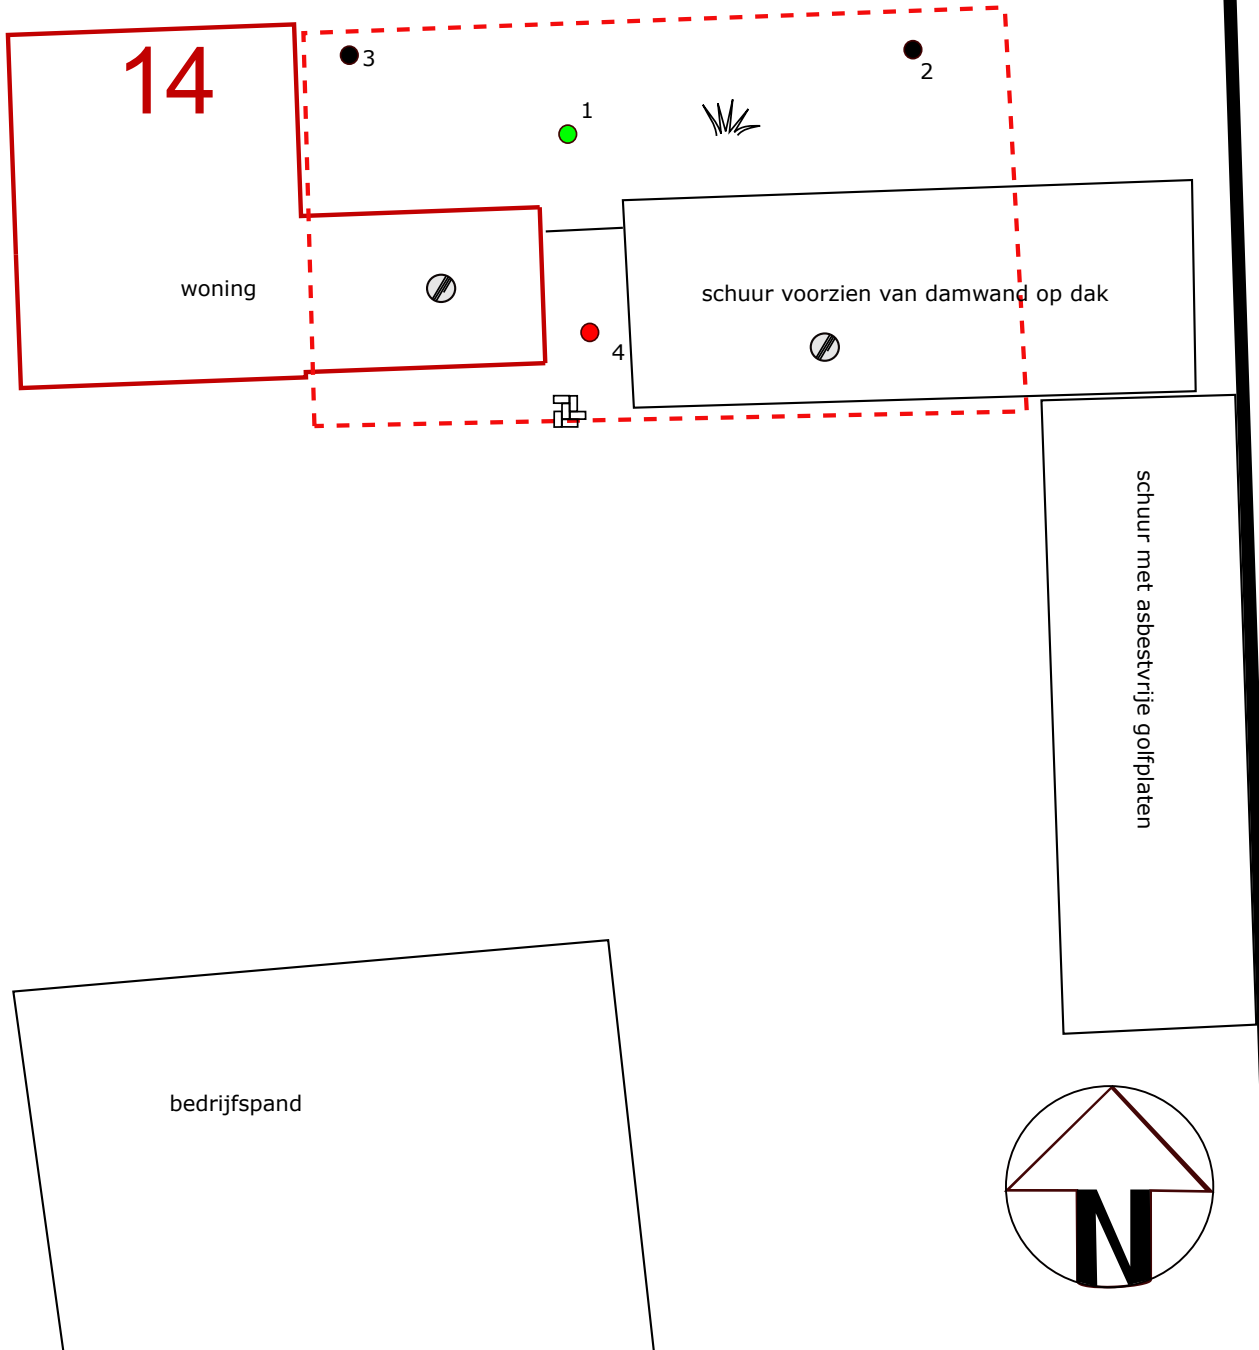 14
3
2
1
woning
schuur voorzien van damwand op dak
4
schuur met asbestvrije golfplaten
bedrijfspand
N